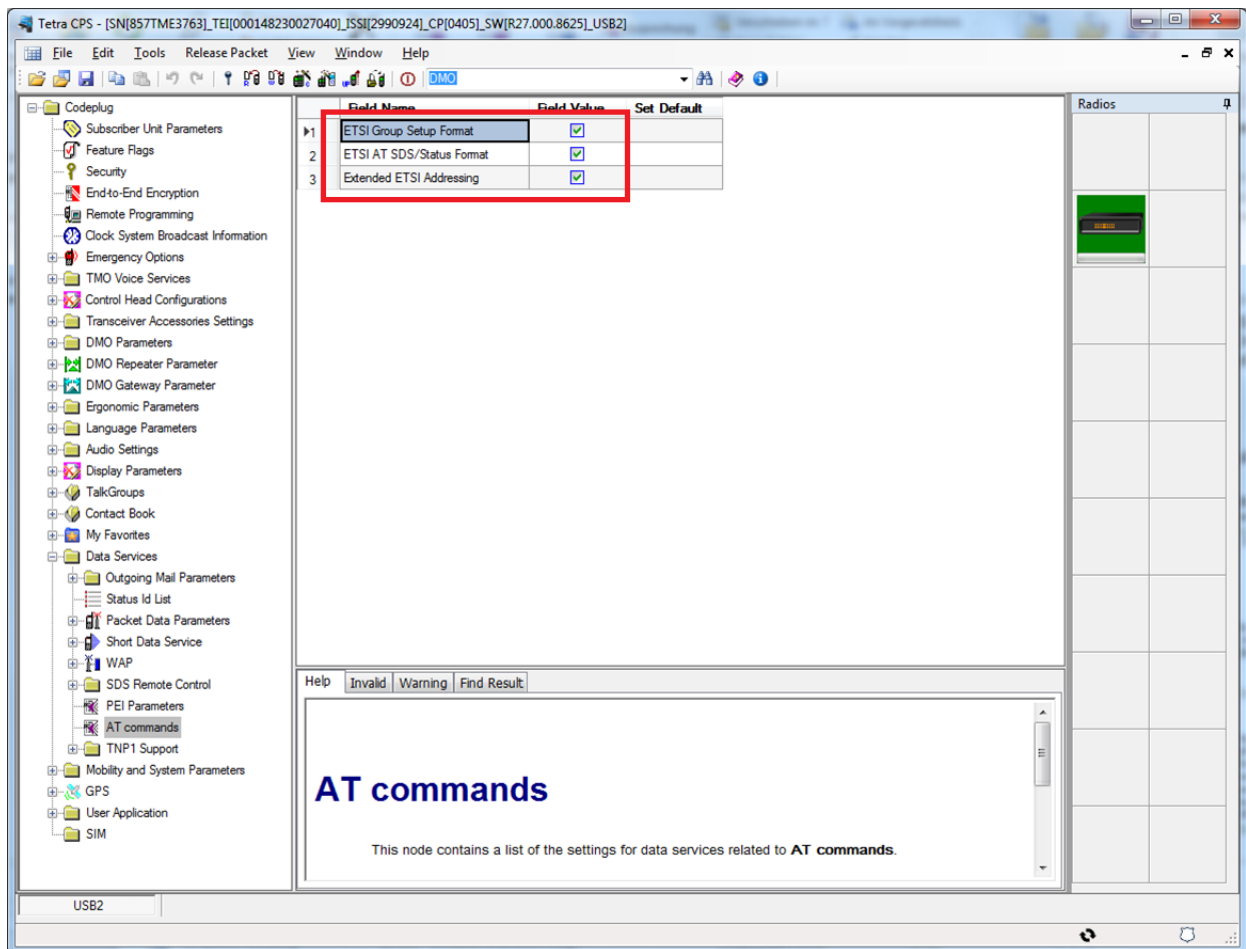 Tetra CPS - [SN[857TME3763]_TEI[000148230027040]_ISSI[2990924]_CP[0405]_SW[R27.000.8625]_USB2]
File Edit Tools Release Packet View Window Help
DMO
Codeplug
Subscriber Unit Parameters
Feature Flags
Security
End-to-End Encryption
Remote Programming
Clock System Broadcast Information
Emergency Options
TMO Voice Services
Control Head Configurations
Transceiver Accessories Settings
DMO Parameters
DMO Repeater Parameter
DMO Gateway Parameter
Ergonomic Parameters
Language Parameters
Audio Settings
Display Parameters
TalkGroups
Contact Book
My Favorites
Data Services
Outgoing Mail Parameters
Status Id List
Packet Data Parameters
Short Data Service
WAP
SDS Remote Control
PEI Parameters
AT commands
TNP1 Support
Mobility and System Parameters
GPS
User Application
SIM
Field Name Field Value Set Default
1 ETSI Group Setup Format
2 ETSI AT SDS/Status Format
3 Extended ETSI Addressing
Help Invalid Warning Find Result
AT commands
This node contains a list of the settings for data services related to AT commands.
Radios
USB2